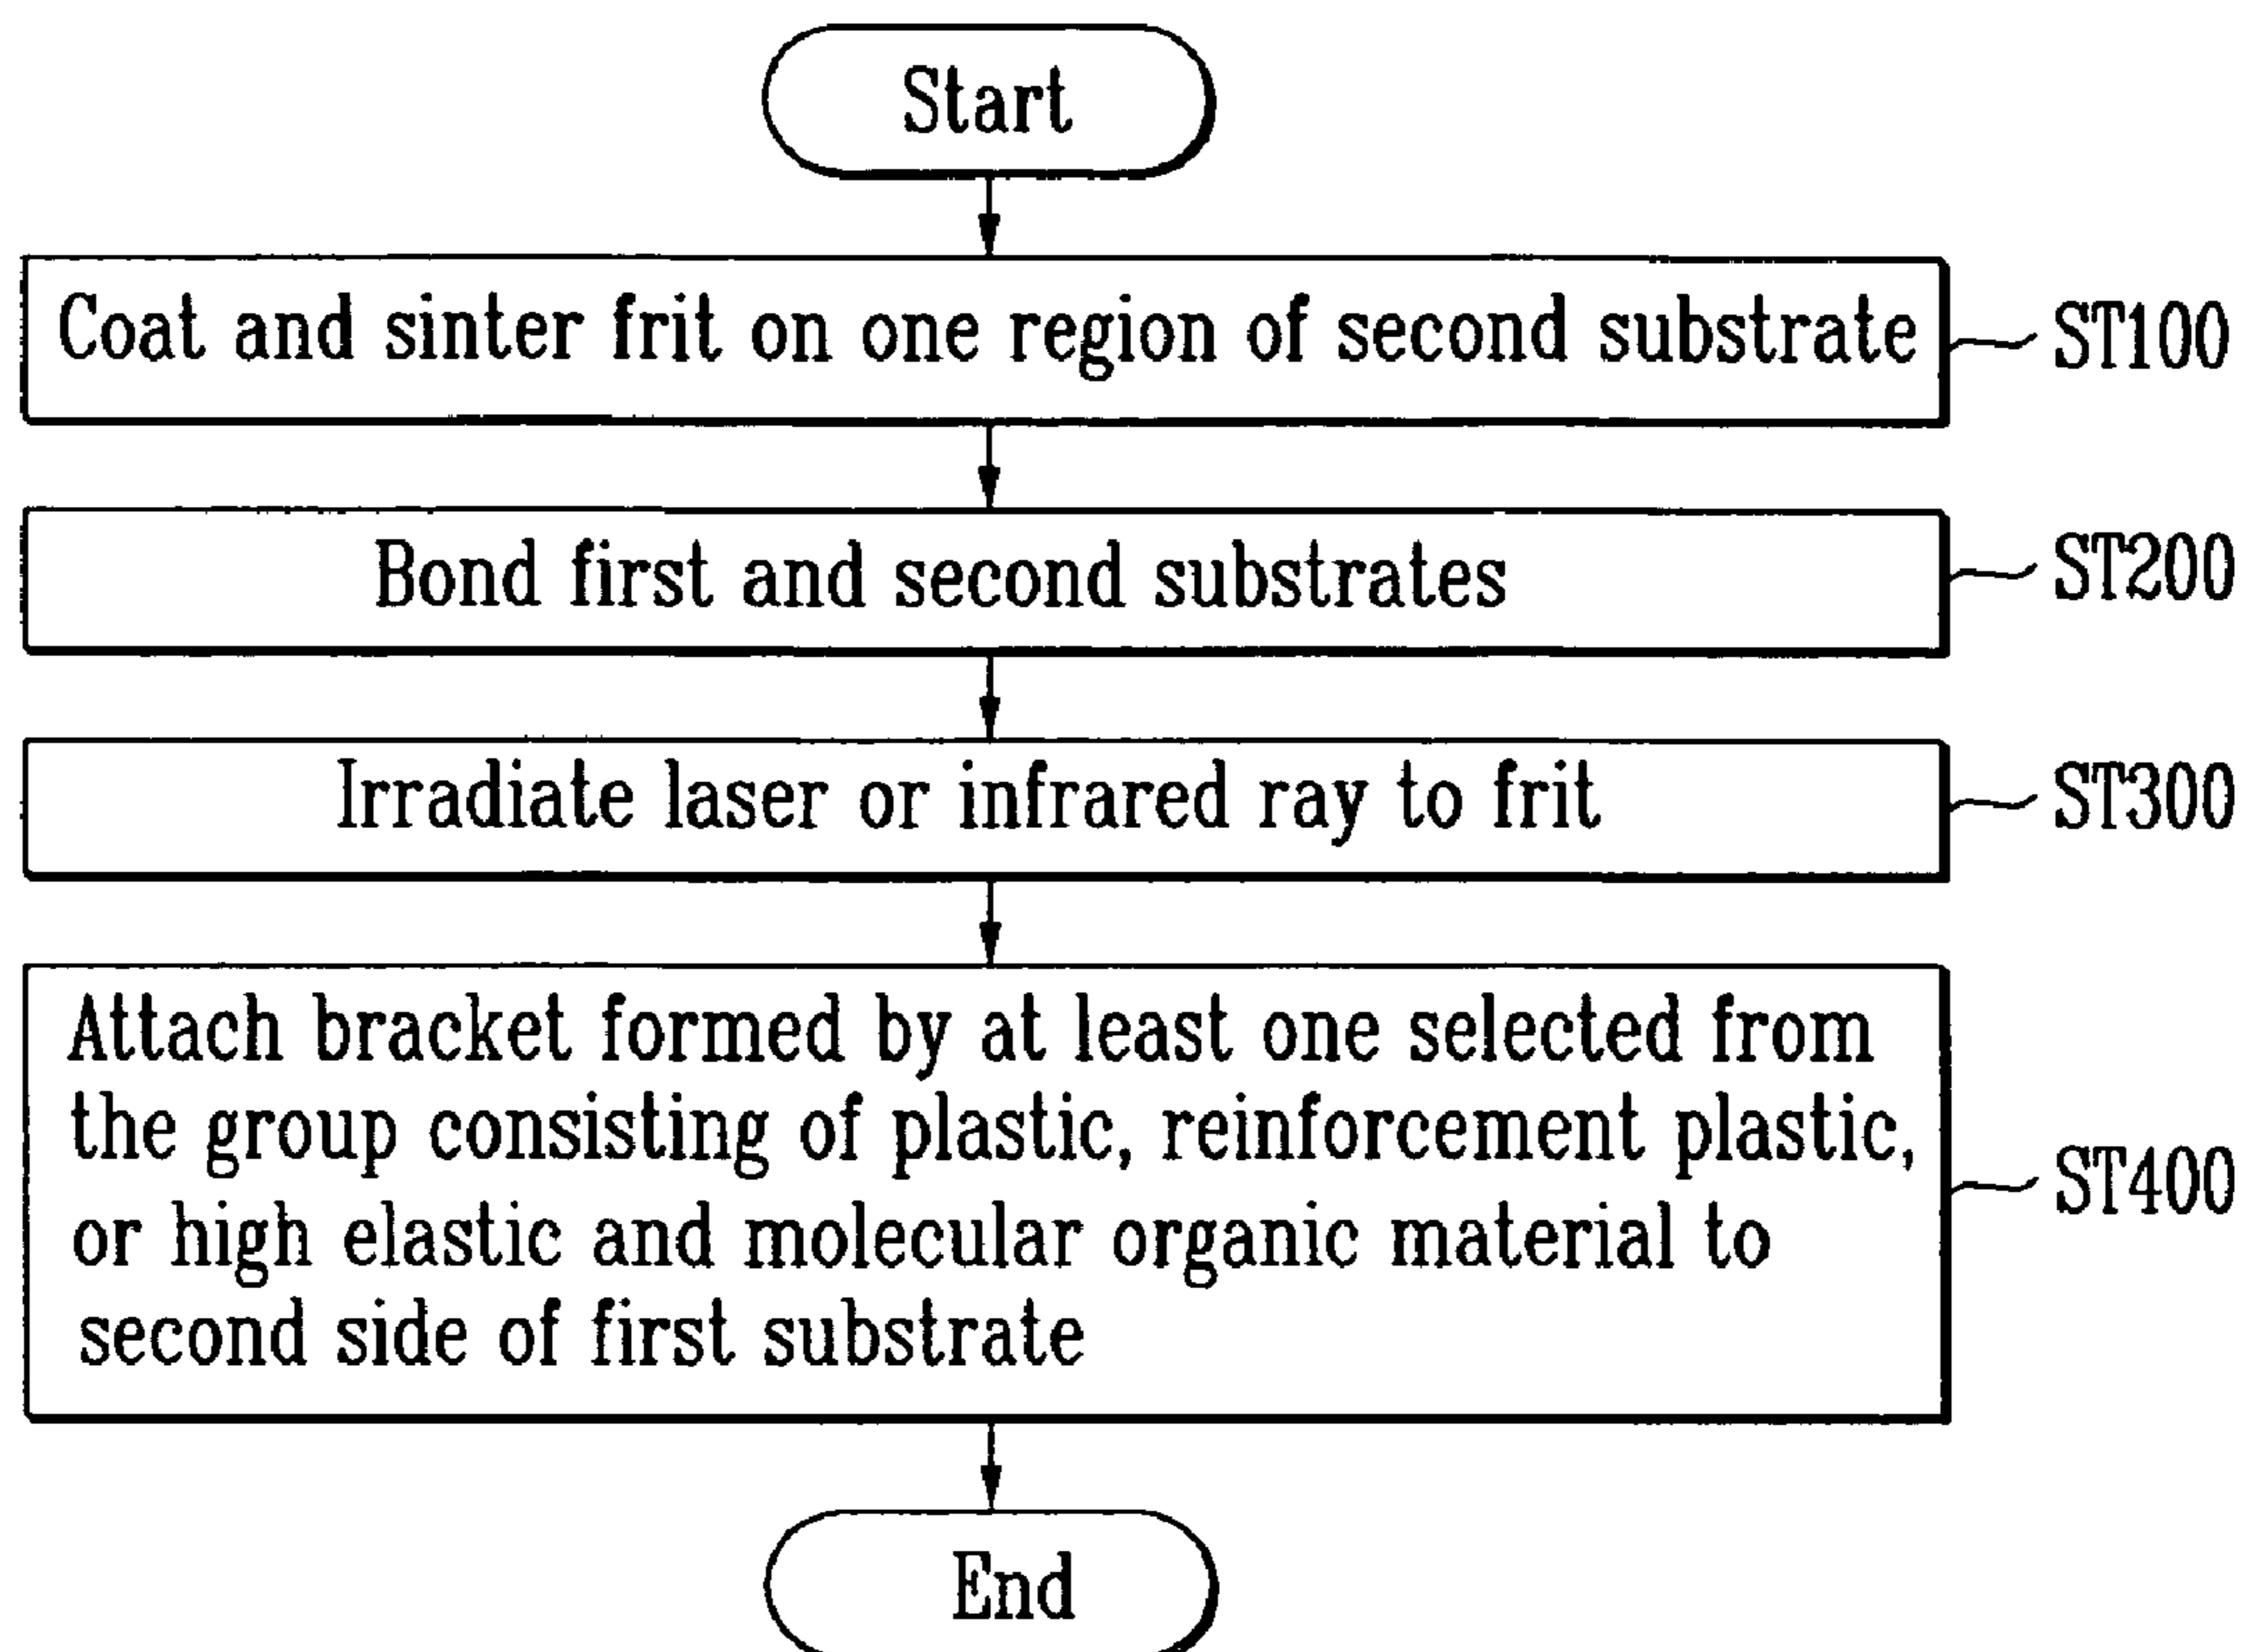 Start
Coat and sinter frit on one region of second substrate
ST100
Bond first and second substrates
ST200
Irradiate laser or infrared ray to frit
ST300
Attach bracket formed by at least one selected from
the group consisting of plastic, reinforcement plastic,
or high elastic and molecular organic material to
second side of first substrate
ST400
End